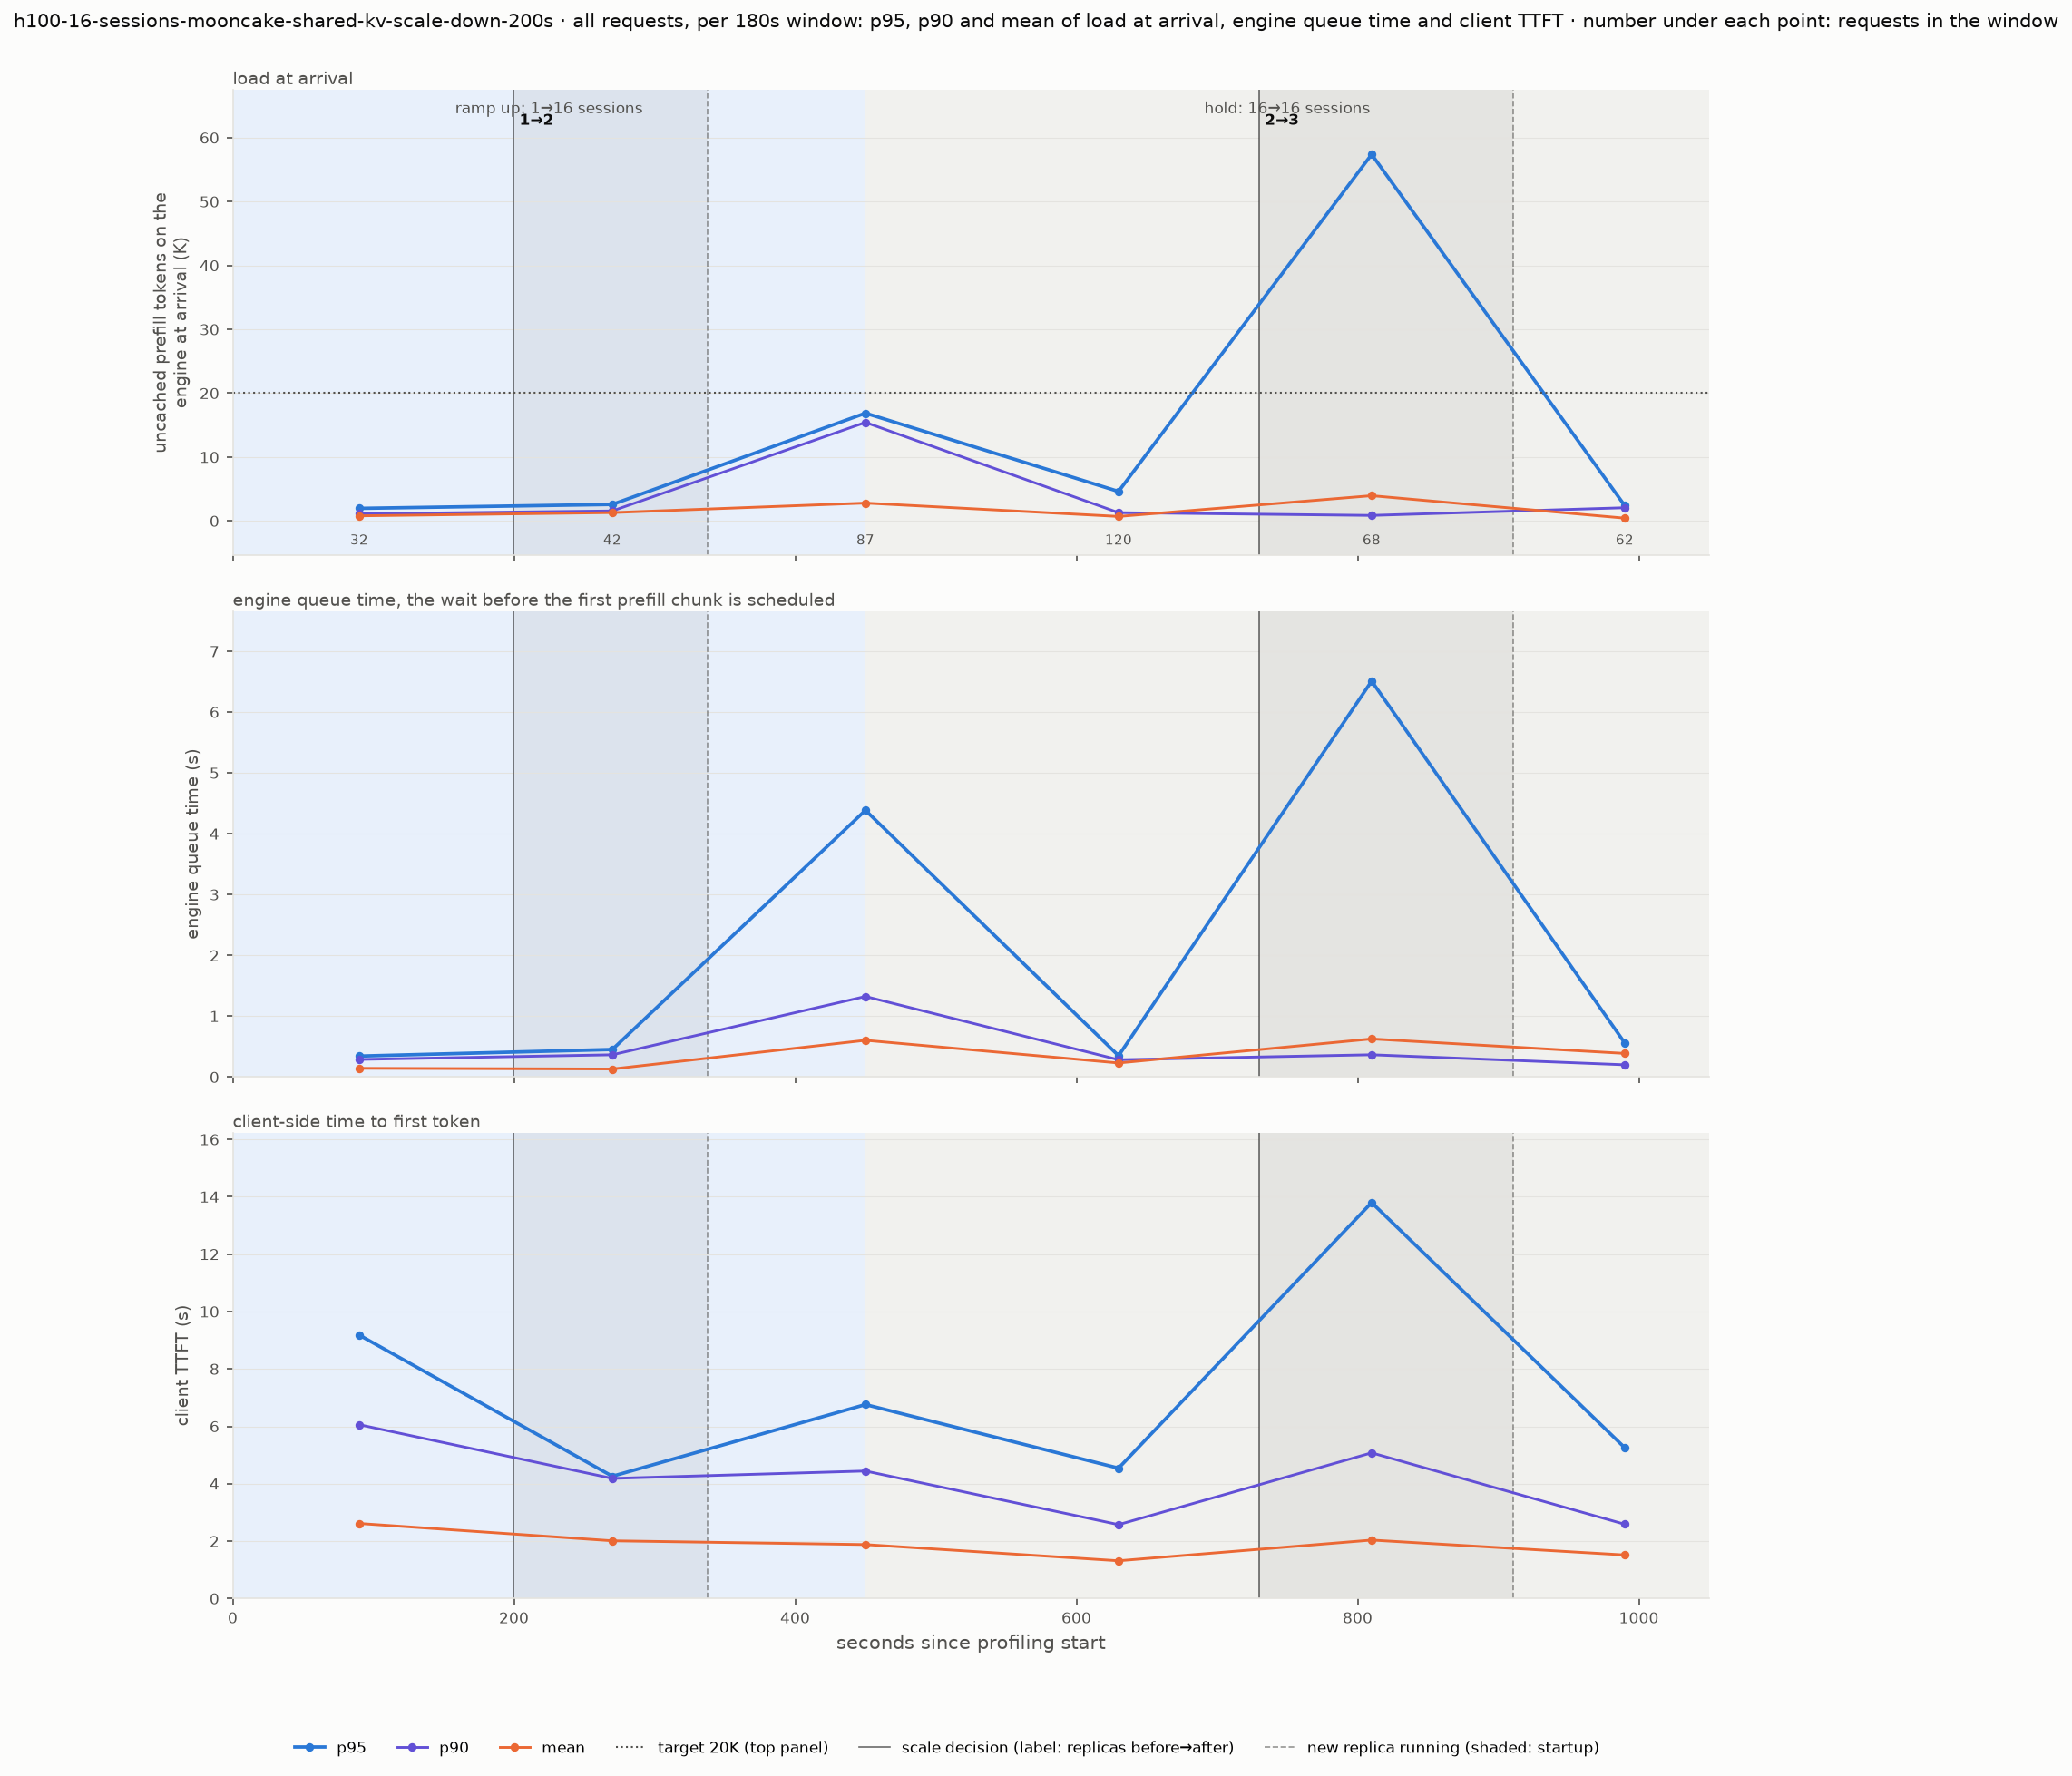 h100-16-sessions-mooncake-shared-kv-scale-down-200s · all requests, per 180s window: p95, p90 and mean of load at arrival, engine queue time and client TTFT · number under each point: requests in the window
load at arrival
ramp up: 1→16 sessions
hold: 16→16 sessions
1→2
2→3
uncached prefill tokens on the
engine at arrival (K)
60
50
40
30
20
10
0
32 42 87 120 68 62
engine queue time, the wait before the first prefill chunk is scheduled
engine queue time (s)
7
6
5
4
3
2
1
0
client-side time to first token
client TTFT (s)
16
14
12
10
8
6
4
2
0
0 200 400 600 800 1000
seconds since profiling start
p95 p90 mean target 20K (top panel) scale decision (label: replicas before→after) new replica running (shaded: startup)